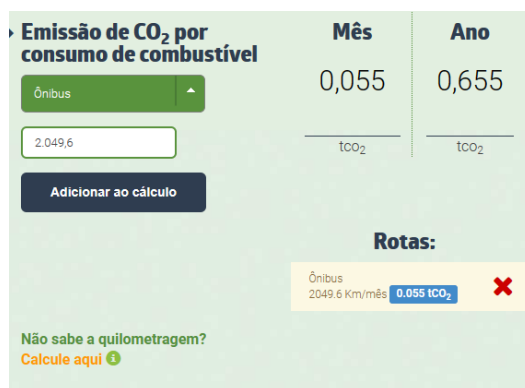 Emissão de CO₂ por
consumo de combustível
Ônibus
2.049,6
Adicionar ao cálculo
Mês
Ano
0,055
0,655
tco₂
tco₂
Rotas:
Ônibus
2049.6 Km/mês 0.055 tCO₂
Não sabe a quilometragem?
Calcule aqui